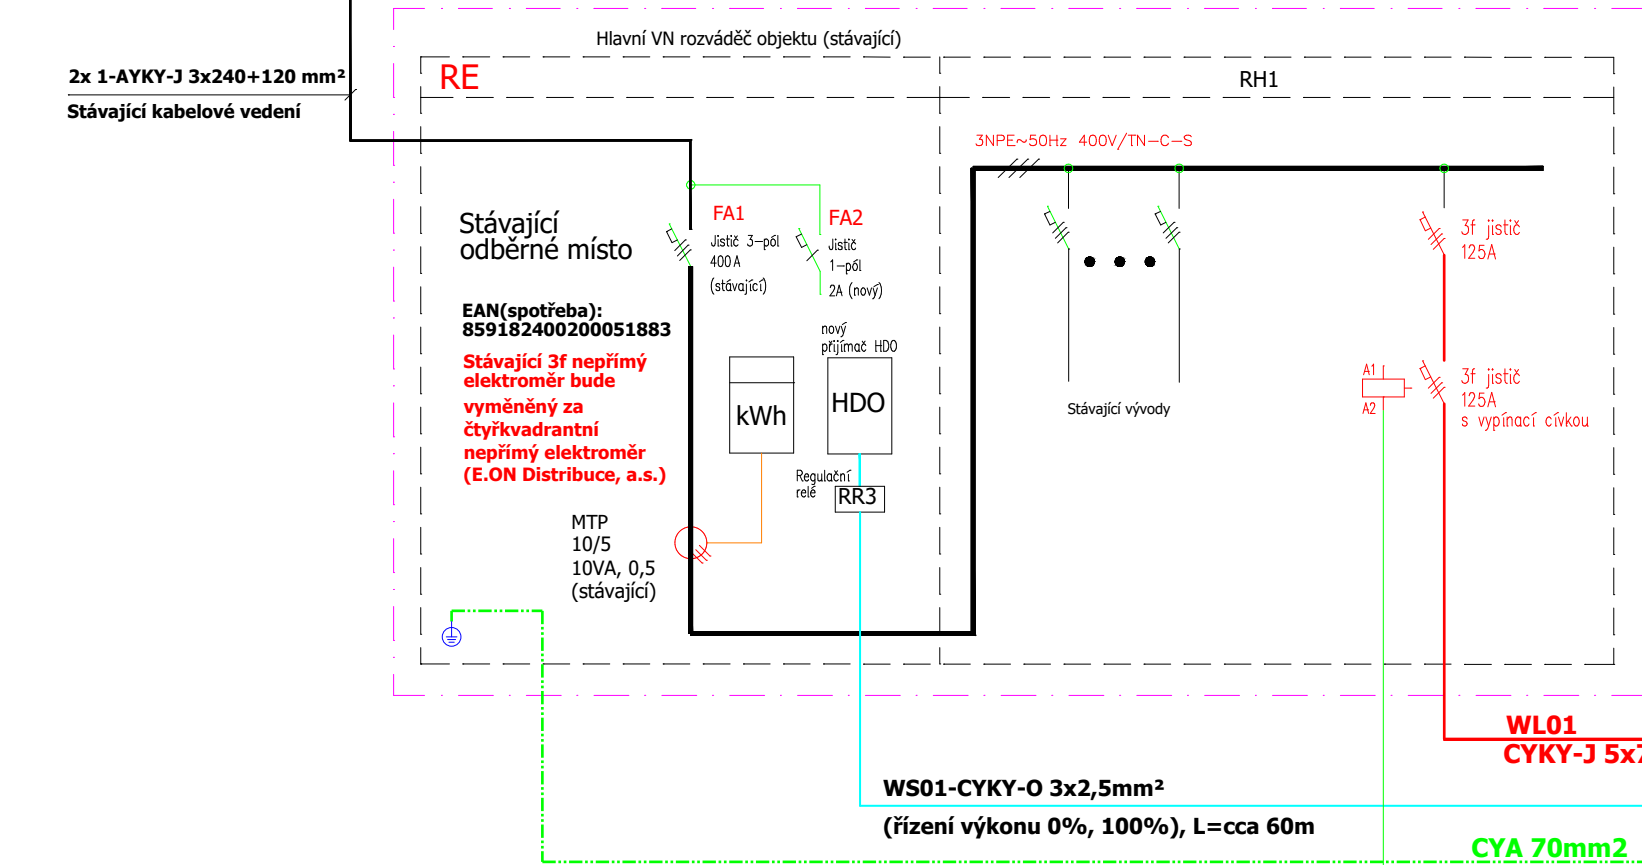 Hlavní VN rozváděč objektu (stávající)
2x 1-AYKY-J 3x240+120 mm²
Stávající kabelové vedení
RE
RH1
3NPE~50Hz 400V/TN-C-S
Stávající
odběrné místo
FA1
Jistič 3-pól
400A
(stávající)
FA2
Jistič
1-pól
2A (nový)
3f jistič
125A
EAN(spotřeba):
859182400200051883
Stávající 3f nepřímý
elektroměr bude
vyměněný za
čtyřkvadrantní
nepřímý elektroměr
(E.ON Distribuce, a.s.)
nový
přijímač HDO
kWh
HDO
Regulační
relé
RR3
Stávající vývody
A1
A2
3f jistič
125A
s vypínací cívkou
MTP
10/5
10VA, 0,5
(stávající)
WL01
CYKY-J 5x7
WS01-CYKY-O 3x2,5mm²
(řízení výkonu 0%, 100%), L=cca 60m
CYA 70mm2